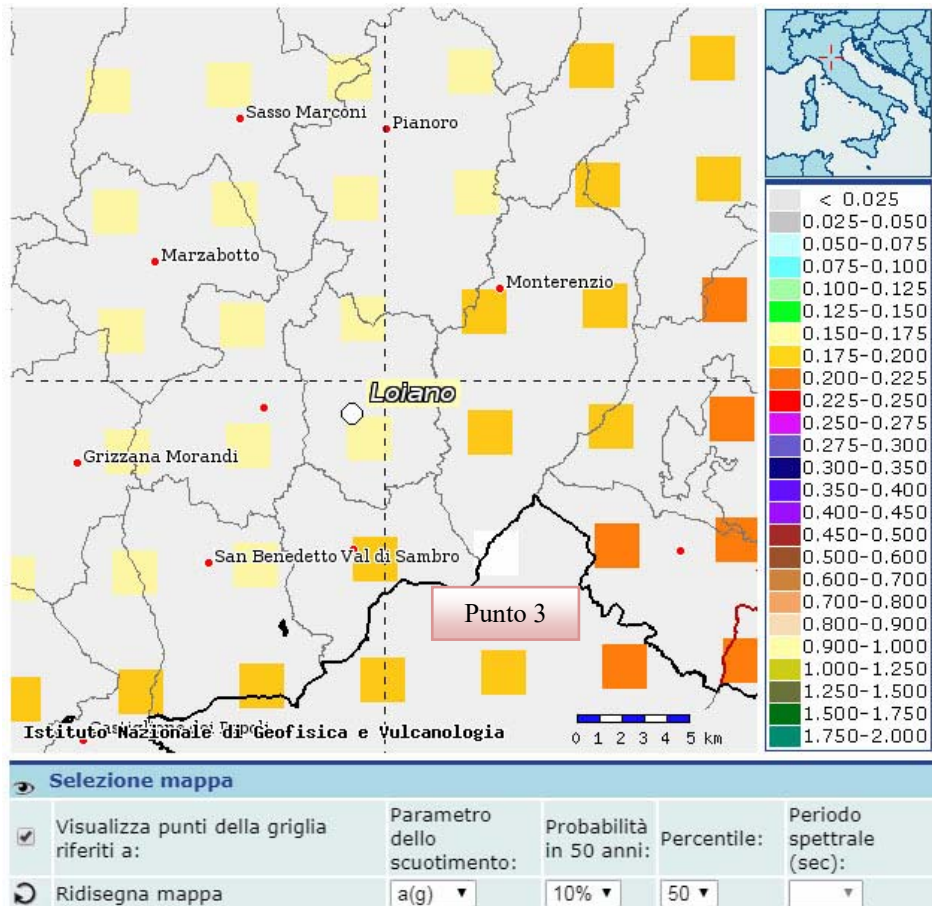 Sasso Marconi
Pianoro
Marzabotto
Monterenzio
Loiano
Grizzana Morandi
San Benedetto Val di Sambro
Punto 3
Istituto Nazionale di Geofisica e Vulcanologia
0 1 2 3 4 5 km
< 0.025
0.025-0.050
0.050-0.075
0.075-0.100
0.100-0.125
0.125-0.150
0.150-0.175
0.175-0.200
0.200-0.225
0.225-0.250
0.250-0.275
0.275-0.300
0.300-0.350
0.350-0.400
0.400-0.450
0.450-0.500
0.500-0.600
0.600-0.700
0.700-0.800
0.800-0.900
0.900-1.000
1.000-1.250
1.250-1.500
1.500-1.750
1.750-2.000
Selezione mappa
Visualizza punti della griglia
riferiti a:
Parametro
dello
scuotimento:
Probabilità
in 50 anni:
Percentile:
Periodo
spettrale
(sec):
Ridisegna mappa
a(g)
10%
50